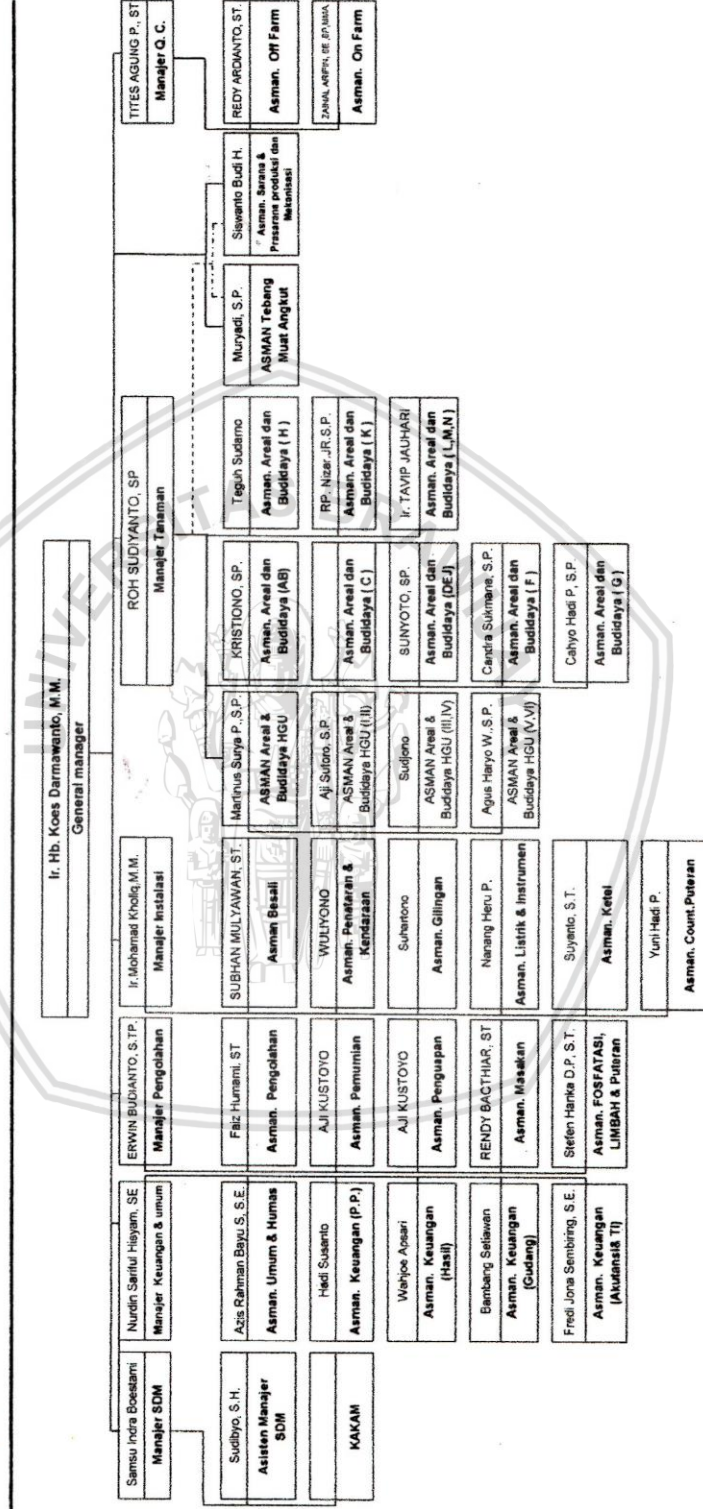 Ir. Hb. Koes Darmawanto, M.M.
General manager
Samsu Indra Boestami
Manajer SDM
Nurdin Sariful Hisyam, SE
Manajer Keuangan & umum
ERWIN BUDIANTO, S.TP.
Manajer Pengolahan
Ir.Mohamad Kholiq,M.M.
Manajer Instalasi
ROH SUDIYANTO, SP
Manajer Tanaman
TITES AGUNG P., ST
Manajer Q. C.
Sudibyo, S.H.
Asisten Manajer
SDM
KAKAM
Azis Rahman Bayu S, S.E.
Asman. Umum & Humas
Hadi Susanto
Asman. Keuangan (P.P.)
Wahjoe Apsari
Asman. Keuangan
(Hasil)
Bambang Setiawan
Asman. Keuangan
(Gudang)
Fredi Jona Sembiring, S.E.
Asman. Keuangan
(Akutansi& TI)
Faiz Humami, ST
Asman. Pengolahan
AJI KUSTOYO
Asman. Pemurnian
AJI KUSTOYO
Asman. Penguapan
RENDY BACTHIAR, ST
Asman. Masakan
Stefen Hanka D.P, S.T.
Asman. FOSFATASI,
LIMBAH & Puteran
SUBHAN MULYAWAN, ST.
Asman Besali
WULIYONO
Asman. Penataran &
Kendaraan
Suhartono
Asman. Gilingan
Nanang Heru P.
Asman. Listrik & Instrumen
Suyanto, S.T.
Asman. Ketel
Yuni Hadi P.
Asman. Count.Puteran
Martinus Surya P.,S.P.
ASMAN Areal &
Budidaya HGU
Aji Sutoro, S.P.
ASMAN Areal &
Budidaya HGU (I,II)
Sudjono
ASMAN Areal &
Budidaya HGU (III,IV)
Agus Haryo W.,S.P.
ASMAN Areal &
Budidaya HGU (V,VI)
KRISTIONO, SP.
Asman. Areal dan
Budidaya (AB)
Asman. Areal dan
Budidaya ( C )
SUNYOTO, SP.
Asman. Areal dan
Budidaya (DEJ)
Candra Sukmana, S.P.
Asman. Areal dan
Budidaya ( F )
Cahyo Hadi P, S.P.
Asman. Areal dan
Budidaya ( G )
Teguh Sudarno
Asman. Areal dan
Budidaya ( H )
RP. Nizar.JR.S.P.
Asman. Areal dan
Budidaya ( K )
Ir. TAVIP JAUHARI
Asman. Areal dan
Budidaya ( L,M,N )
Muryadi, S.P.
ASMAN Tebang
Muat Angkut
Siswanto Budi H.
Asman. Sarana &
Prasarana produksi dan
Mekanisasi
REDY ARDIANTO, ST.
Asman. Off Farm
ZAINAL ARIFIN, SE.,SP,MMA.
Asman. On Farm
UNIVERSITAS BRAWIJAYA